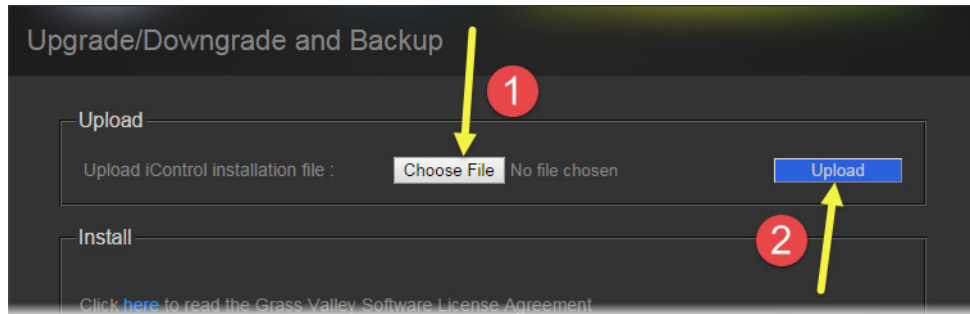 Upgrade/Downgrade and Backup
1
Upload
Upload iControl installation file : Choose File No file chosen Upload
2
Install
Click here to read the Grass Valley Software License Agreement